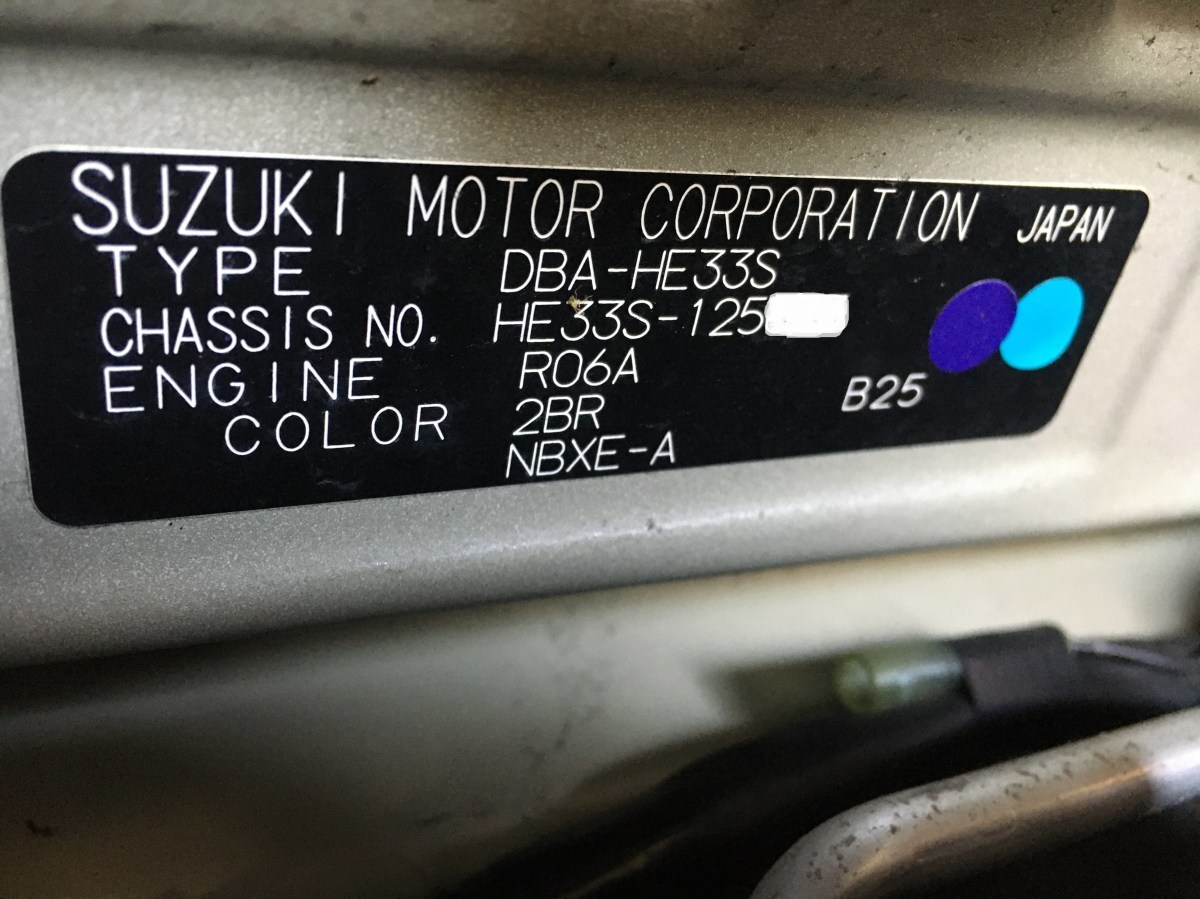 SUZUKI MOTOR CORPORATION JAPAN
TYPE DBA-HE33S
CHASSIS NO. HE33S-125
ENGINE R06A
COLOR 2BR B25
NBXE-A